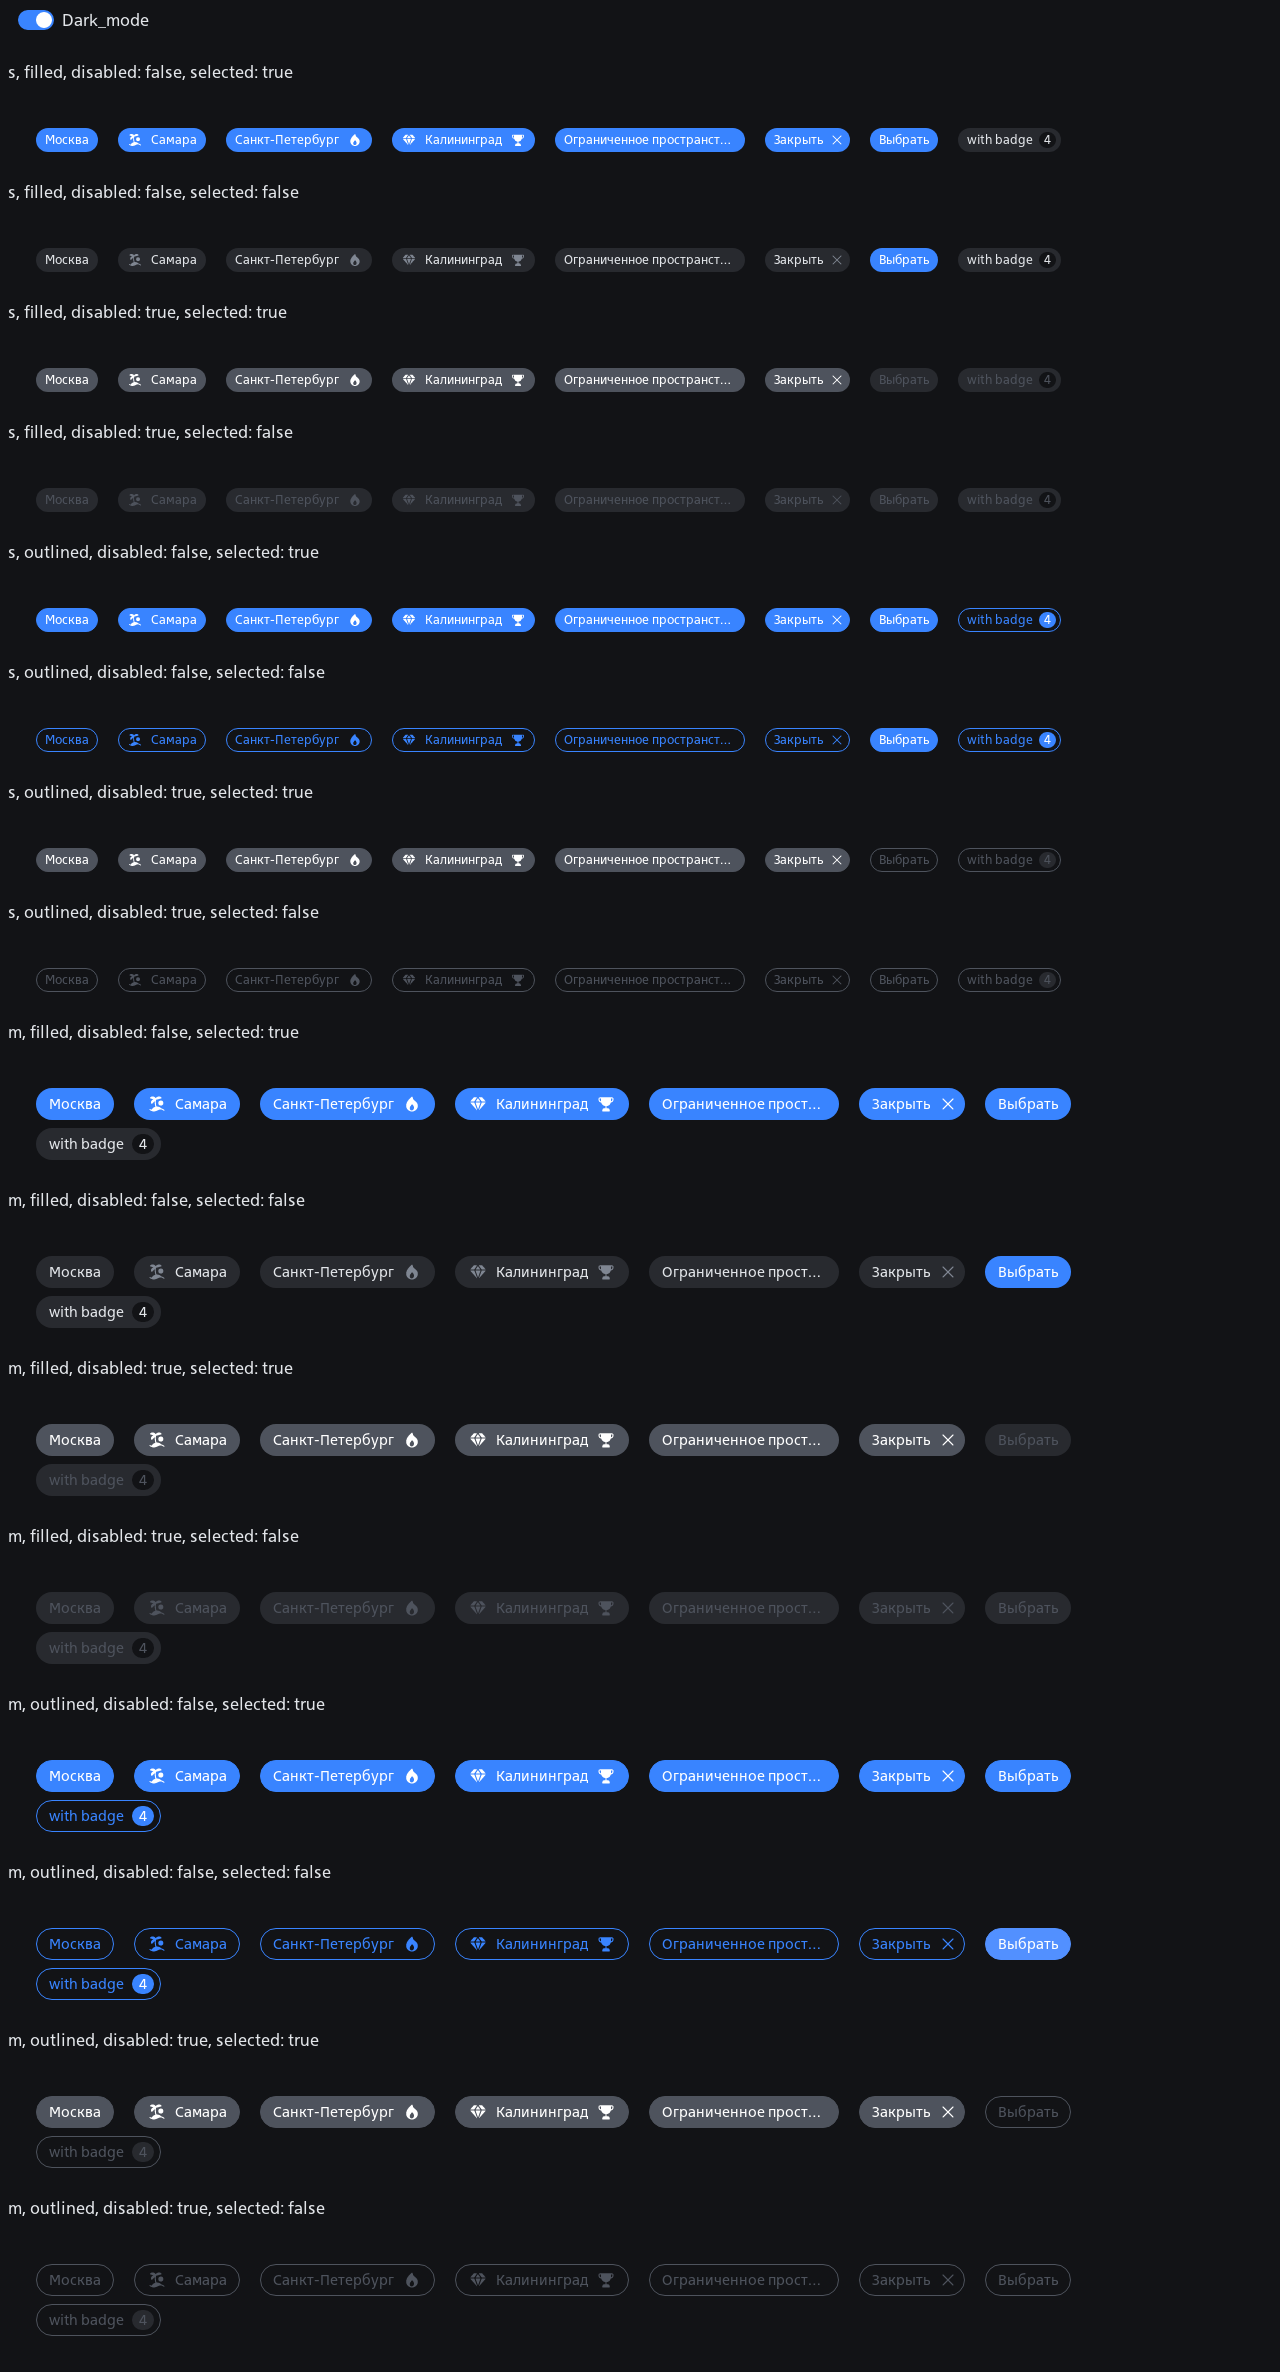 Dark_mode
s, filled, disabled: false, selected: true
Москва Самара Санкт-Петербург Калининград Ограниченное пространст... Закрыть Выбрать with badge 4
s, filled, disabled: false, selected: false
Москва Самара Санкт-Петербург Калининград Ограниченное пространст... Закрыть Выбрать with badge 4
s, filled, disabled: true, selected: true
Москва Самара Санкт-Петербург Калининград Ограниченное пространст... Закрыть Выбрать with badge 4
s, filled, disabled: true, selected: false
Москва Самара Санкт-Петербург Калининград Ограниченное пространст... Закрыть Выбрать with badge 4
s, outlined, disabled: false, selected: true
Москва Самара Санкт-Петербург Калининград Ограниченное пространст... Закрыть Выбрать with badge 4
s, outlined, disabled: false, selected: false
Москва Самара Санкт-Петербург Калининград Ограниченное пространст... Закрыть Выбрать with badge 4
s, outlined, disabled: true, selected: true
Москва Самара Санкт-Петербург Калининград Ограниченное пространст... Закрыть Выбрать with badge 4
s, outlined, disabled: true, selected: false
Москва Самара Санкт-Петербург Калининград Ограниченное пространст... Закрыть Выбрать with badge 4
m, filled, disabled: false, selected: true
Москва Самара Санкт-Петербург Калининград Ограниченное прост... Закрыть Выбрать
with badge 4
m, filled, disabled: false, selected: false
Москва Самара Санкт-Петербург Калининград Ограниченное прост... Закрыть Выбрать
with badge 4
m, filled, disabled: true, selected: true
Москва Самара Санкт-Петербург Калининград Ограниченное прост... Закрыть Выбрать
with badge 4
m, filled, disabled: true, selected: false
Москва Самара Санкт-Петербург Калининград Ограниченное прост... Закрыть Выбрать
with badge 4
m, outlined, disabled: false, selected: true
Москва Самара Санкт-Петербург Калининград Ограниченное прост... Закрыть Выбрать
with badge 4
m, outlined, disabled: false, selected: false
Москва Самара Санкт-Петербург Калининград Ограниченное прост... Закрыть Выбрать
with badge 4
m, outlined, disabled: true, selected: true
Москва Самара Санкт-Петербург Калининград Ограниченное прост... Закрыть Выбрать
with badge 4
m, outlined, disabled: true, selected: false
Москва Самара Санкт-Петербург Калининград Ограниченное прост... Закрыть Выбрать
with badge 4